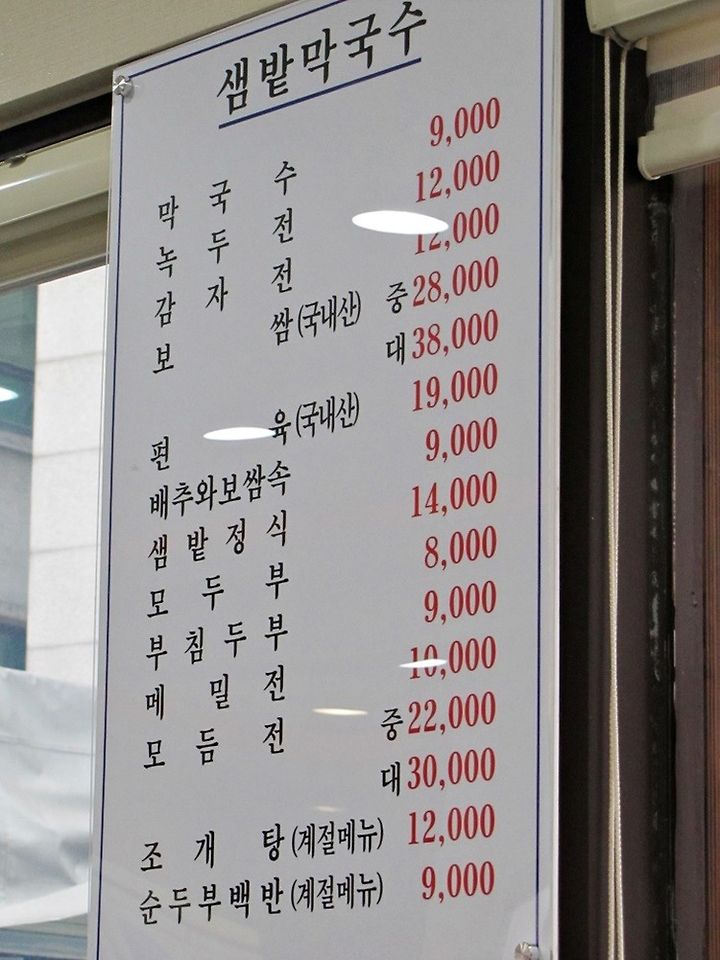 샘밭막국수
막국수 9,000
녹두전 12,000
감자전 12,000
보쌈(국내산) 중 28,000
대 38,000
편육(국내산) 19,000
배추와보쌈속 9,000
샘밭정식 14,000
모두부 8,000
부침두부 9,000
메밀전 10,000
모듬전 중 22,000
대 30,000
조개탕(계절메뉴) 12,000
순두부백반(계절메뉴) 9,000